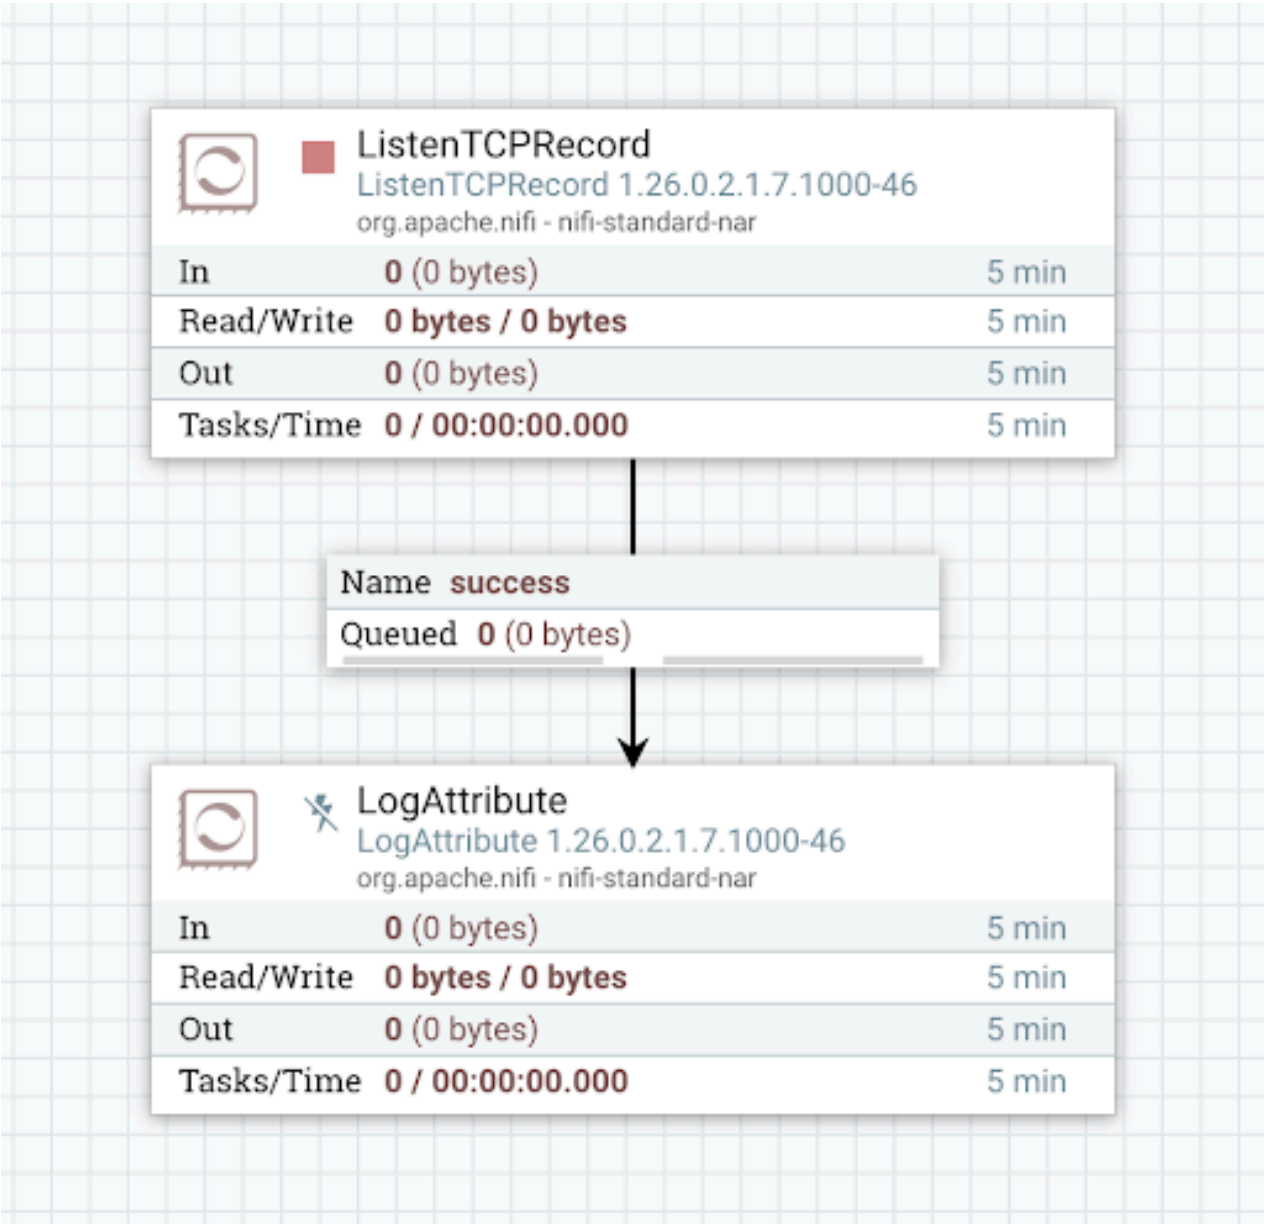 ListenTCPRecord
ListenTCPRecord 1.26.0.2.1.7.1000-46
org.apache.nifi - nifi-standard-nar
In 0 (0 bytes) 5 min
Read/Write 0 bytes / 0 bytes 5 min
Out 0 (0 bytes) 5 min
Tasks/Time 0 / 00:00:00.000 5 min
Name success
Queued 0 (0 bytes)
LogAttribute
LogAttribute 1.26.0.2.1.7.1000-46
org.apache.nifi - nifi-standard-nar
In 0 (0 bytes) 5 min
Read/Write 0 bytes / 0 bytes 5 min
Out 0 (0 bytes) 5 min
Tasks/Time 0 / 00:00:00.000 5 min